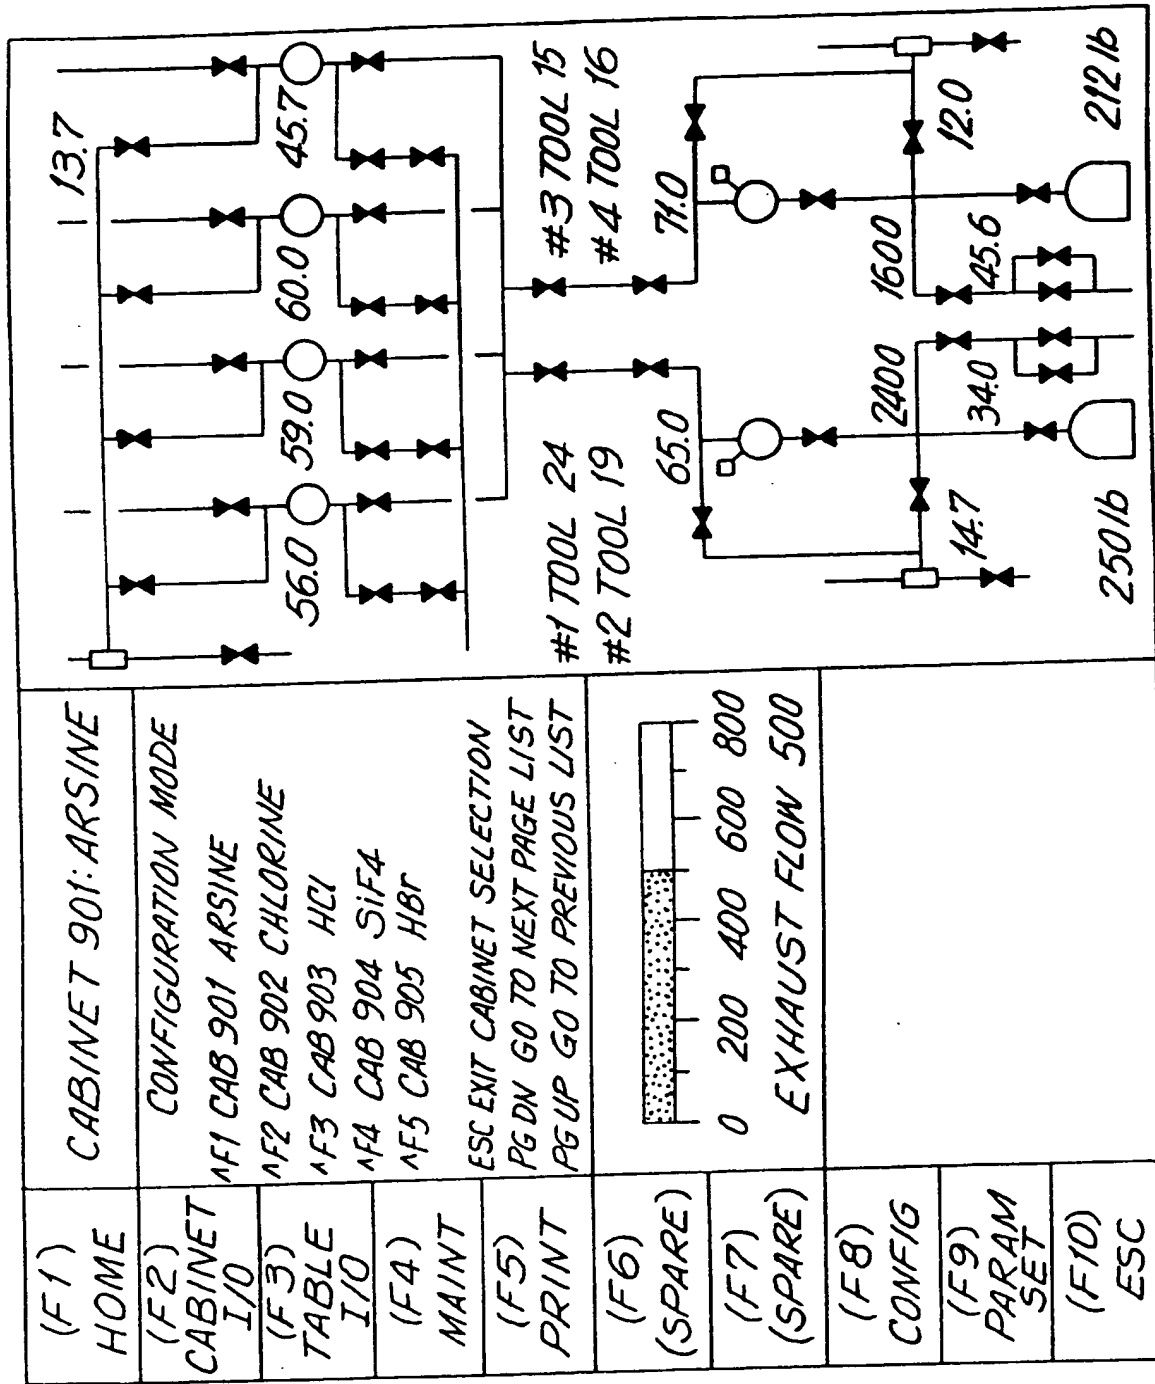 (F1)
HOME
(F2)
CABINET
I/O
(F3)
TABLE
I/O
(F4)
MAINT
(F5)
PRINT
(F6)
(SPARE)
(F7)
(SPARE)
(F8)
CONFIG
(F9)
PARAM
SET
(F10)
ESC
CABINET 901: ARSINE
CONFIGURATION MODE
^F1 CAB 901 ARSINE
^F2 CAB 902 CHLORINE
^F3 CAB 903 HCl
^F4 CAB 904 SiF4
^F5 CAB 905 HBr
ESC EXIT CABINET SELECTION
PG DN GO TO NEXT PAGE LIST
PG UP GO TO PREVIOUS LIST
0 200 400 600 800
EXHAUST FLOW 500
13.7
56.0 59.0 60.0 45.7
#1 TOOL 24
#2 TOOL 19
#3 TOOL 15
#4 TOOL 16
65.0 71.0
2400 1600
14.7 34.0 45.6 12.0
250 lb 212 lb